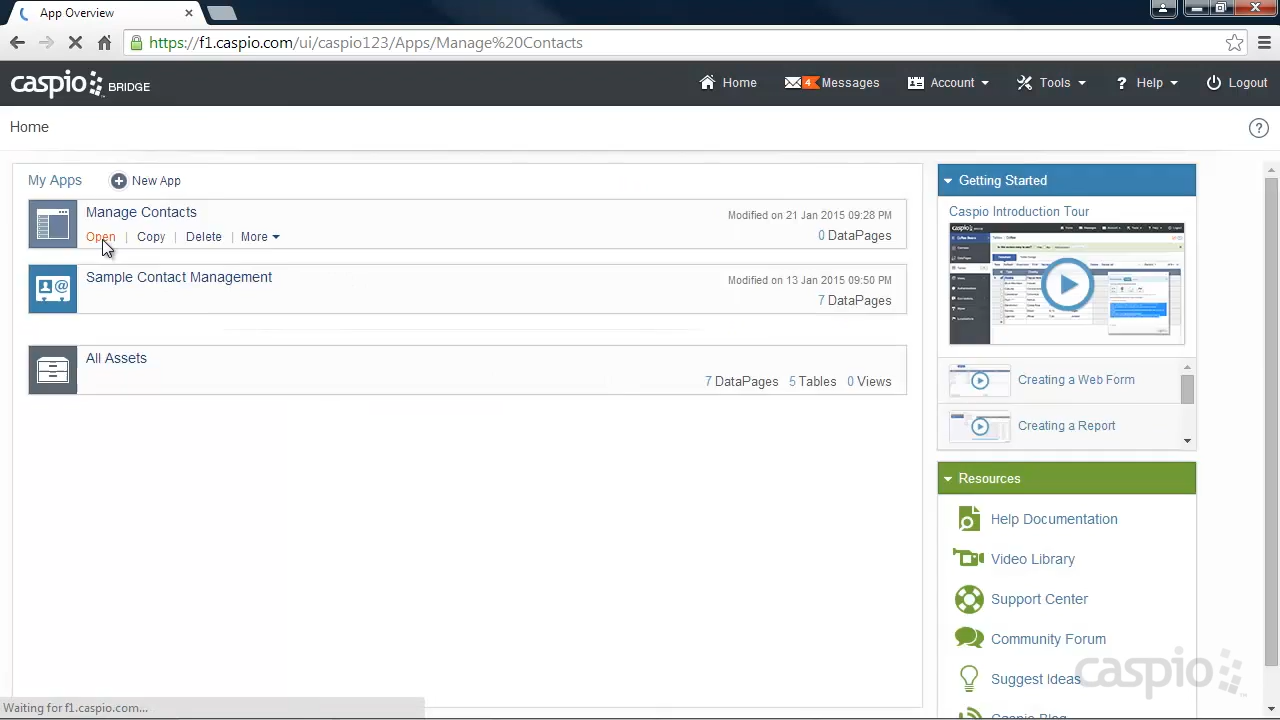 App Overview
https://f1.caspio.com/ui/caspio123/Apps/Manage%20Contacts
caspio BRIDGE
Home
4 Messages
Account
Tools
? Help
Logout
Home
?
My Apps
New App
Manage Contacts
Modified on 21 Jan 2015 09:28 PM
Open | Copy | Delete | More
0 DataPages
Sample Contact Management
Modified on 13 Jan 2015 09:50 PM
7 DataPages
All Assets
7 DataPages 5 Tables 0 Views
Getting Started
Caspio Introduction Tour
Creating a Web Form
Creating a Report
Resources
Help Documentation
Video Library
Support Center
Community Forum
Suggest Ideas
Caspio Blog
caspio
Waiting for f1.caspio.com...